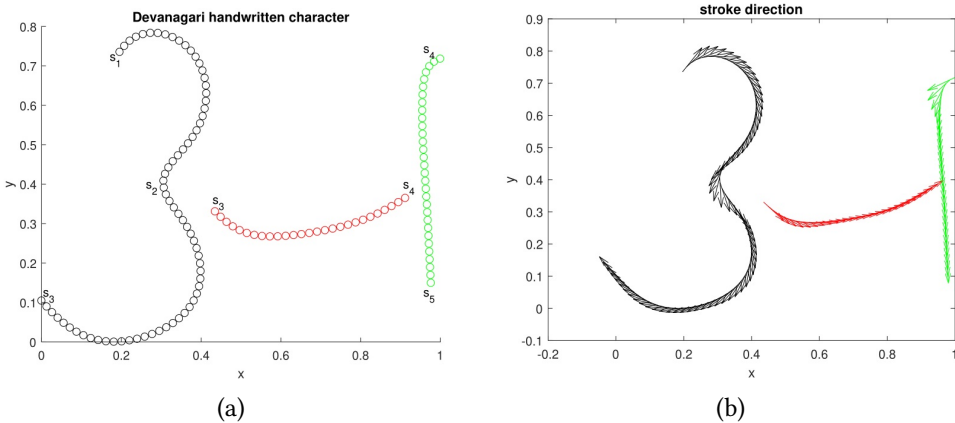 Devanagari handwritten character
0.8
0.7
0.6
0.5
0.4
0.3
0.2
0.1
0
y
s1
s2
s3
s3
s4
s4
s5
0 0.2 0.4 0.6 0.8 1
x
(a)
stroke direction
0.9
0.8
0.7
0.6
0.5
0.4
0.3
0.2
0.1
0
-0.1
y
-0.2 0 0.2 0.4 0.6 0.8 1
x
(b)